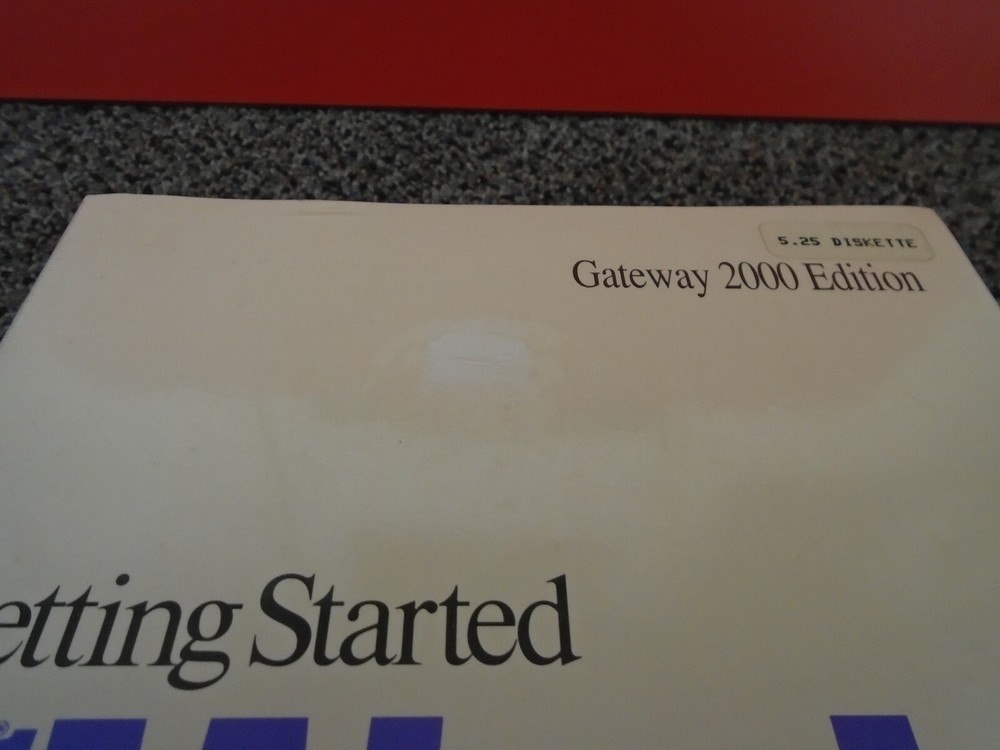 5.25 DISKETTE
Gateway 2000 Edition
etting Started
®